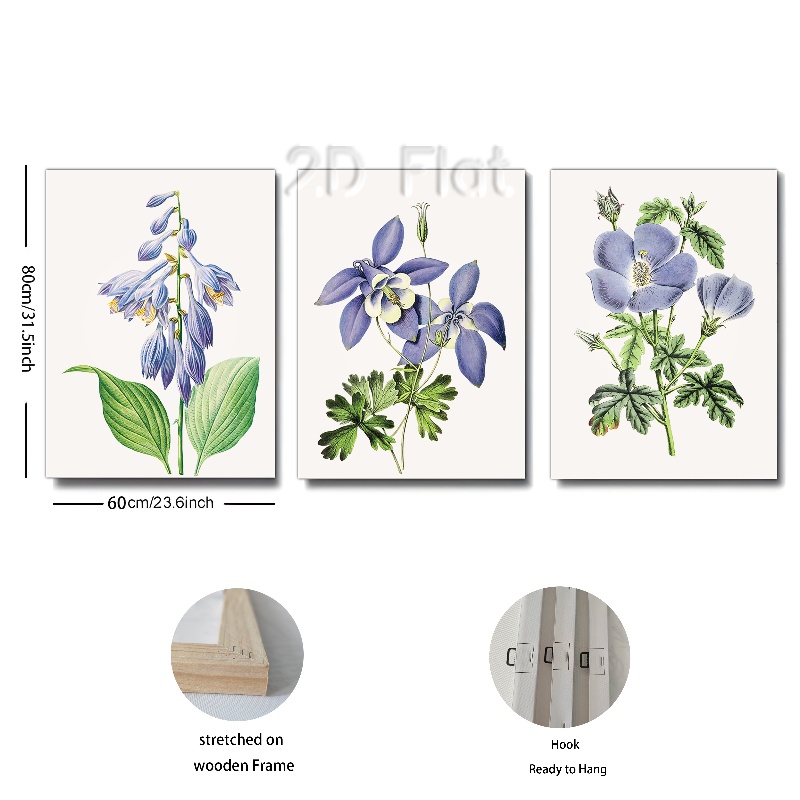 2D Flat
80cm/31.5inch
60cm/23.6inch
stretched on
wooden Frame
Hook
Ready to Hang